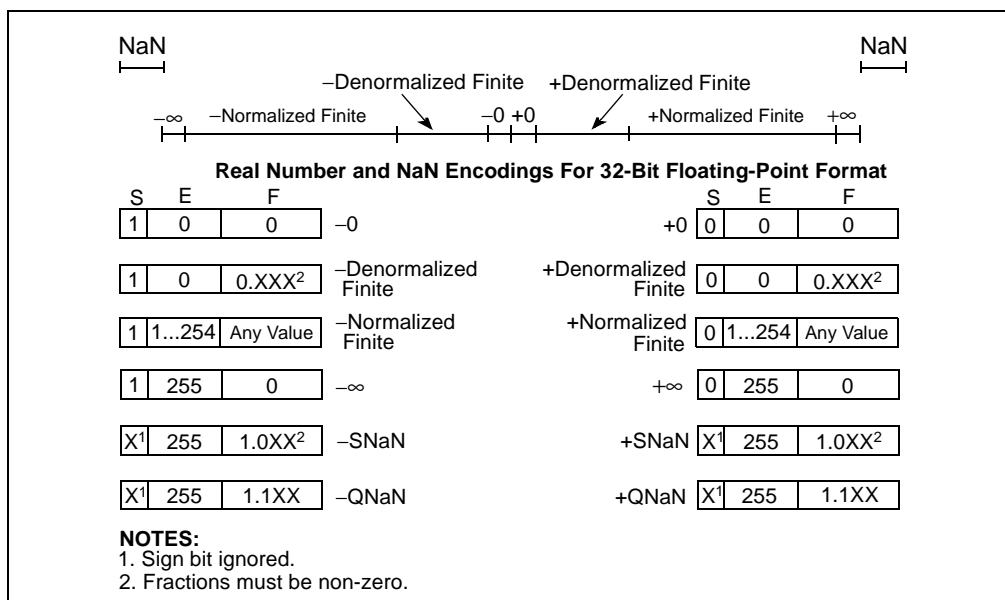 NaN NaN
−Denormalized Finite +Denormalized Finite
−∞ −Normalized Finite −0 +0 +Normalized Finite +∞
Real Number and NaN Encodings For 32-Bit Floating-Point Format
S E F S E F
1 0 0 −0 +0 0 0 0
1 0 0.XXX² −Denormalized Finite +Denormalized Finite 0 0 0.XXX²
1 1...254 Any Value −Normalized Finite +Normalized Finite 0 1...254 Any Value
1 255 0 −∞ +∞ 0 255 0
X¹ 255 1.0XX² −SNaN +SNaN X¹ 255 1.0XX²
X¹ 255 1.1XX −QNaN +QNaN X¹ 255 1.1XX
NOTES:
1. Sign bit ignored.
2. Fractions must be non-zero.